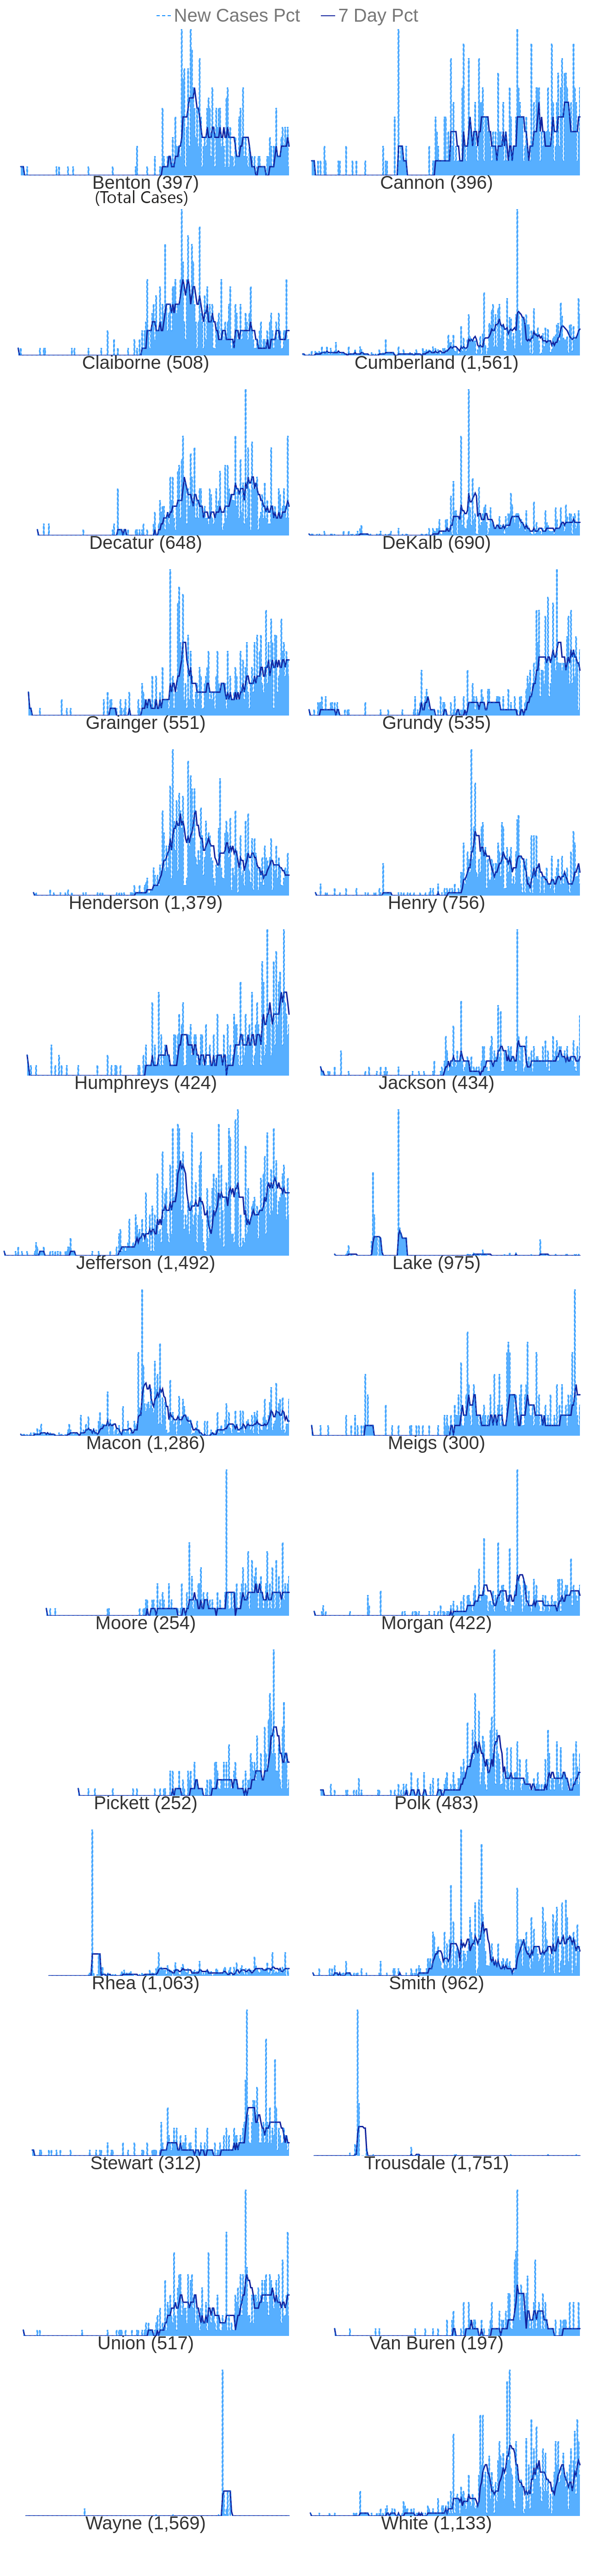 New Cases Pct 7 Day Pct
Benton (397) Cannon (396)
(Total Cases)
Claiborne (508) Cumberland (1,561)
Decatur (648) DeKalb (690)
Grainger (551) Grundy (535)
Henderson (1,379) Henry (756)
Humphreys (424) Jackson (434)
Jefferson (1,492) Lake (975)
Macon (1,286) Meigs (300)
Moore (254) Morgan (422)
Pickett (252) Polk (483)
Rhea (1,063) Smith (962)
Stewart (312) Trousdale (1,751)
Union (517) Van Buren (197)
Wayne (1,569) White (1,133)